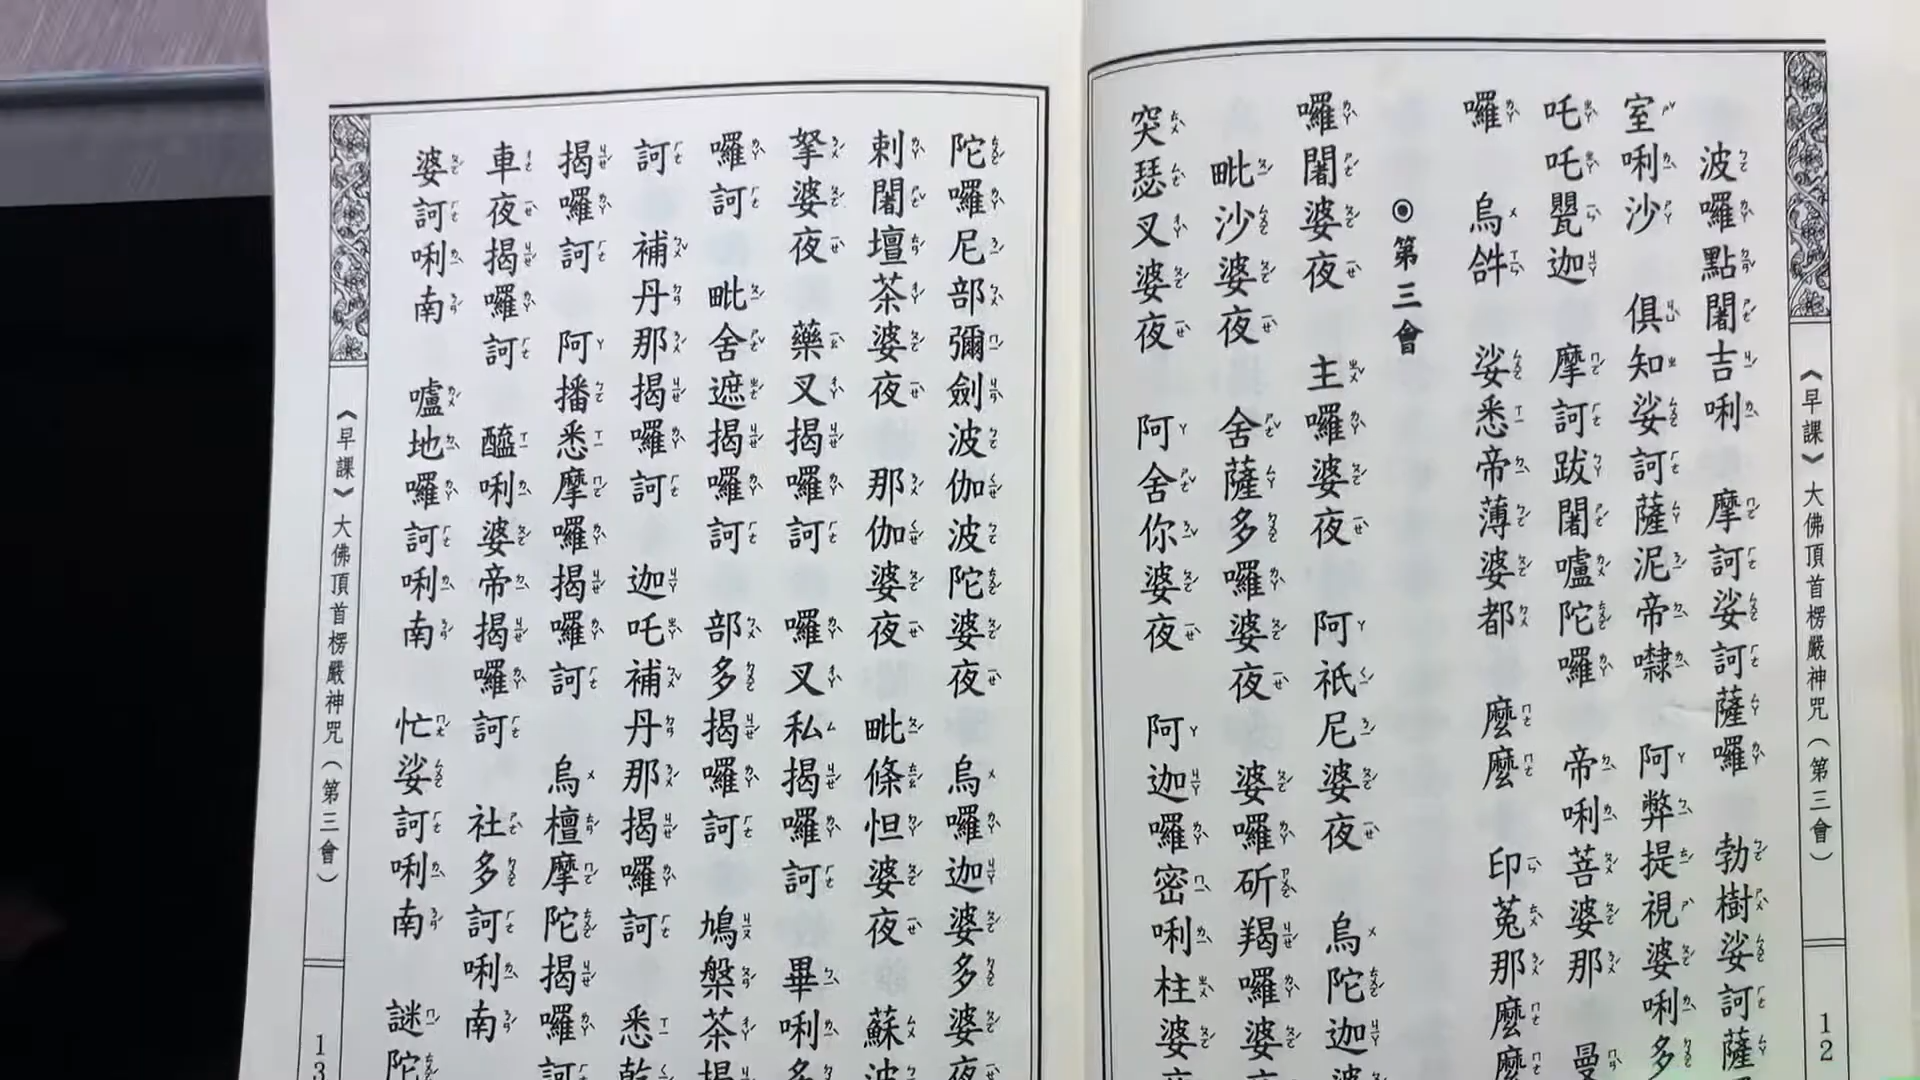 《早課》大佛頂首楞嚴神咒（第三會） 12
波囉點闍吉唎 摩訶娑訶薩囉 勃樹娑訶薩
室唎沙 俱知娑訶薩泥帝㘑 阿弊提視婆唎多
吒吒甖迦 摩訶跋闍嚧陀囉 帝唎菩婆那 曼
囉 烏𤙖 娑悉帝薄婆都 麼麼 印菟那麼麼
◉第三會
囉闍婆夜 主囉婆夜 阿祇尼婆夜 烏陀迦婆
毗沙婆夜 舍薩多囉婆夜 婆囉斫羯囉婆夜
突瑟叉婆夜 阿舍你婆夜 阿迦囉密唎柱婆
陀囉尼部彌劍波伽波陀婆夜 烏囉迦婆多婆夜
剌闍壇茶婆夜 那伽婆夜 毗條怛婆夜 蘇波
拏婆夜 藥叉揭囉訶 囉叉私揭囉訶 畢唎多
囉訶 毗舍遮揭囉訶 部多揭囉訶 鳩槃茶揭
訶 補丹那揭囉訶 迦吒補丹那揭囉訶 悉乾
揭囉訶 阿播悉摩囉揭囉訶 烏檀摩陀揭囉訶
車夜揭囉訶 醯唎婆帝揭囉訶 社多訶唎南
婆訶唎南 嚧地囉訶唎南 忙娑訶唎南 謎陀
《早課》大佛頂首楞嚴神咒（第三會） 13